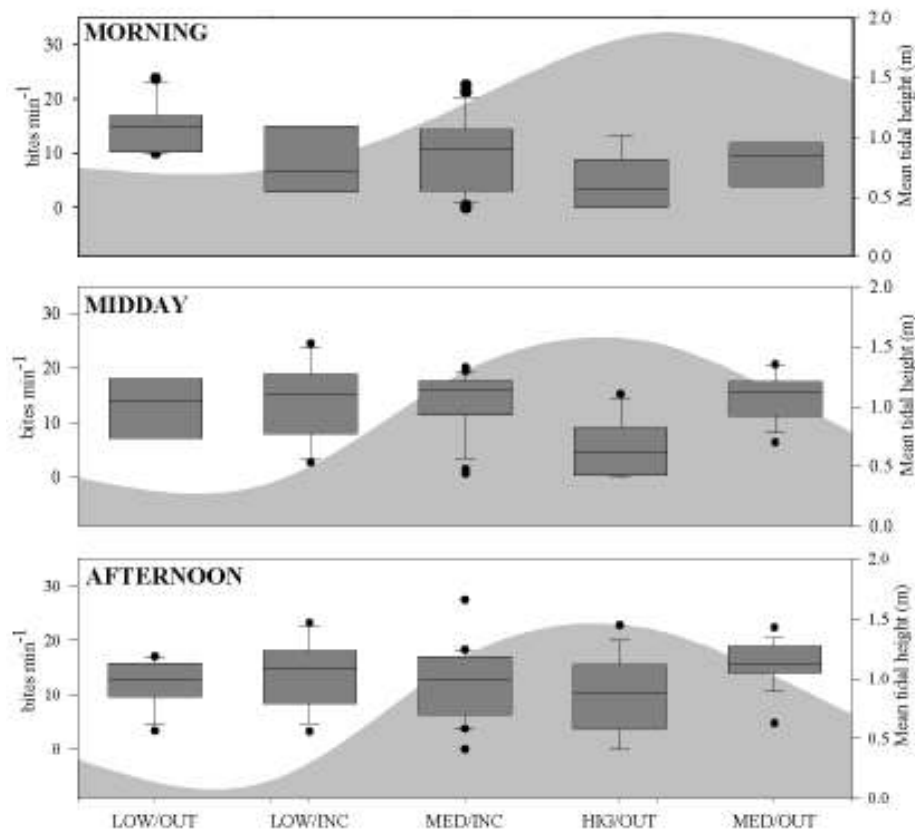 MORNING
bites min-1
30
20
10
0
2.0
1.5
1.0
0.5
0.0
Mean tidal height (m)
MIDDAY
bites min-1
30
20
10
0
2.0
1.5
1.0
0.5
0.0
Mean tidal height (m)
AFTERNOON
bites min-1
30
20
10
0
2.0
1.5
1.0
0.5
0.0
Mean tidal height (m)
LOW/OUT
LOW/INC
MED/INC
HIG/OUT
MED/OUT